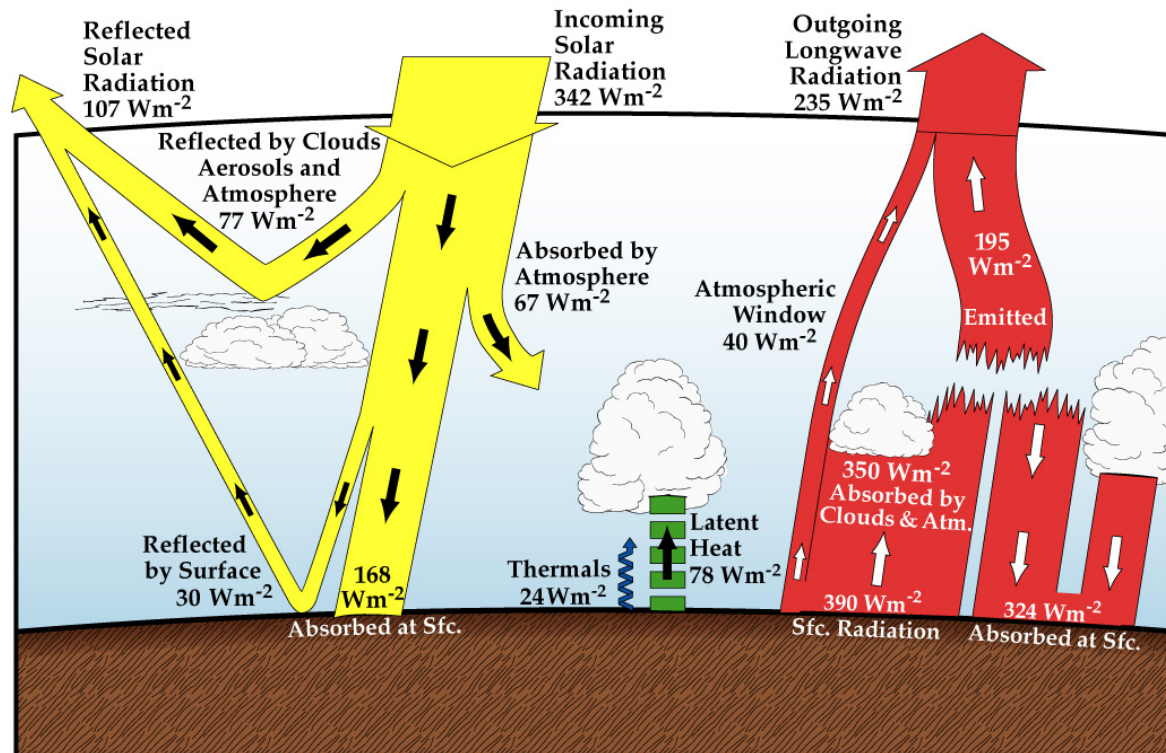 Reflected
Solar
Radiation
107 Wm-2
Incoming
Solar
Radiation
342 Wm-2
Outgoing
Longwave
Radiation
235 Wm-2
Reflected by Clouds
Aerosols and
Atmosphere
77 Wm-2
Absorbed by
Atmosphere
67 Wm-2
Atmospheric
Window
40 Wm-2
195
Wm-2
Emitted
350 Wm-2
Absorbed by
Clouds & Atm.
Reflected
by Surface
30 Wm-2
168
Wm-2
Absorbed at Sfc.
Thermals
24Wm-2
Latent
Heat
78 Wm-2
390 Wm-2
Sfc. Radiation
324 Wm-2
Absorbed at Sfc.